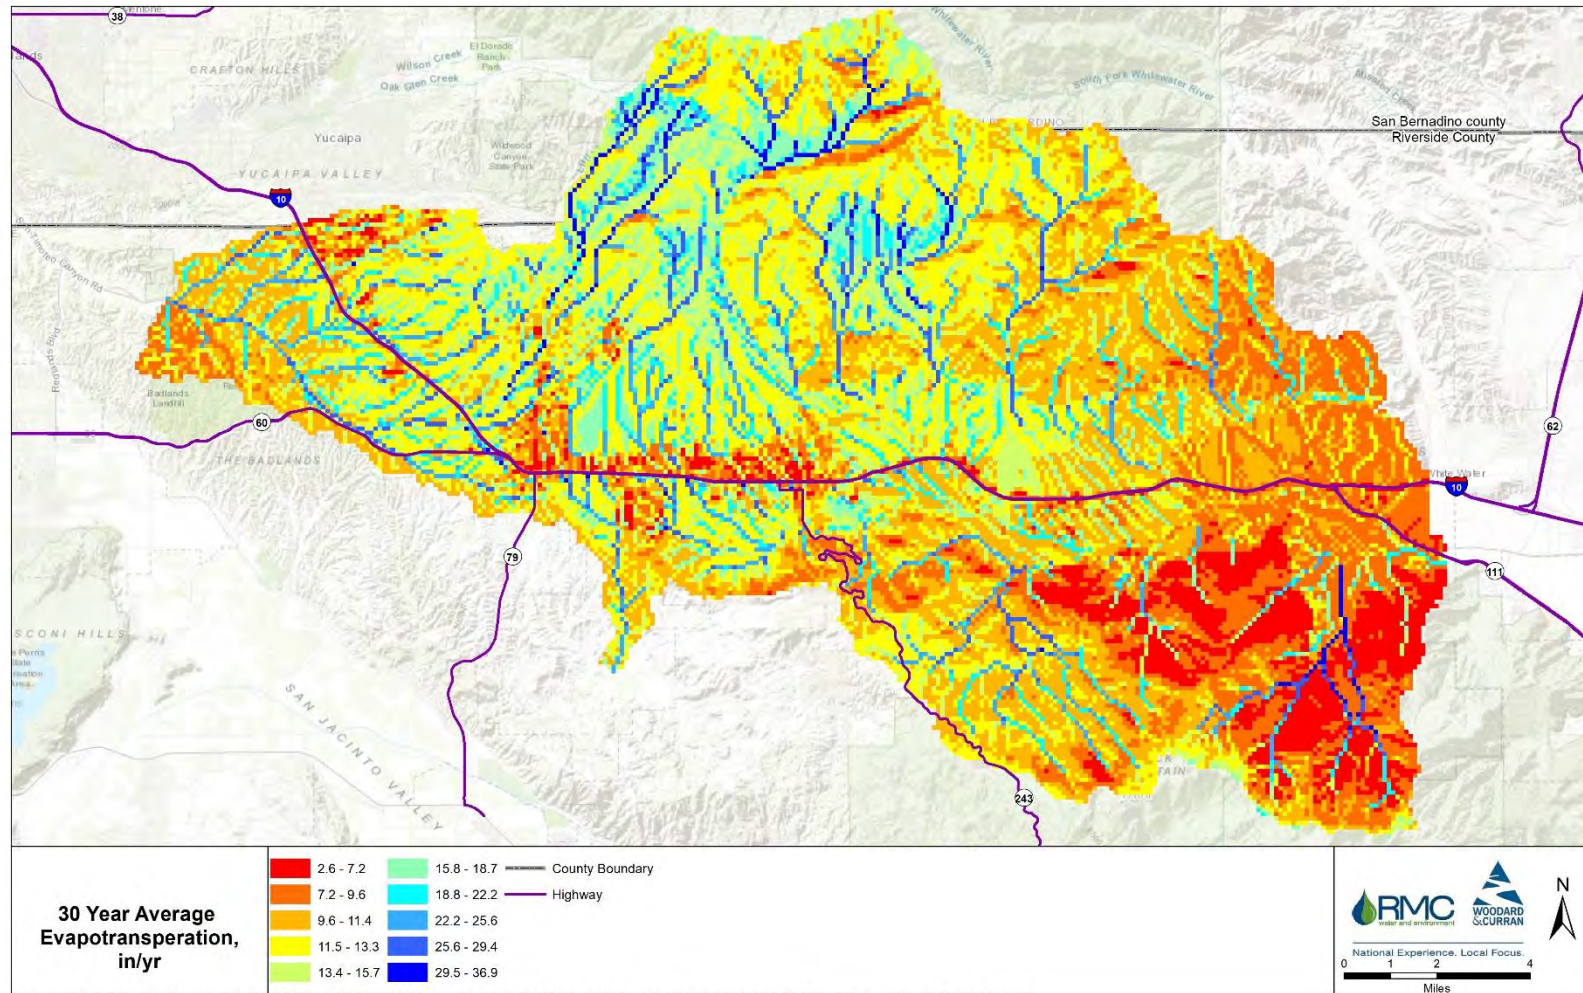 38
CRAFTON HILLS
Wilson Creek
Oak Glen Creek
El Dorado
Ranch
Park
Whitewater River
South Fork Whitewater River
Mission Creek
San Bernadino county
Riverside County
Yucaipa
Wildwood
Canyon
State Park
YUCAIPA VALLEY
10
Redlands Blvd
Badlands
Landfill
60
THE BADLANDS
62
White Water
10
79
111
SAN JACINTO VALLEY
243
30 Year Average
Evapotransperation,
in/yr
2.6 - 7.2
7.2 - 9.6
9.6 - 11.4
11.5 - 13.3
13.4 - 15.7
15.8 - 18.7
18.8 - 22.2
22.2 - 25.6
25.6 - 29.4
29.5 - 36.9
County Boundary
Highway
RMC
water and environment
WOODARD
&CURRAN
National Experience. Local Focus.
N
0 1 2 4
Miles